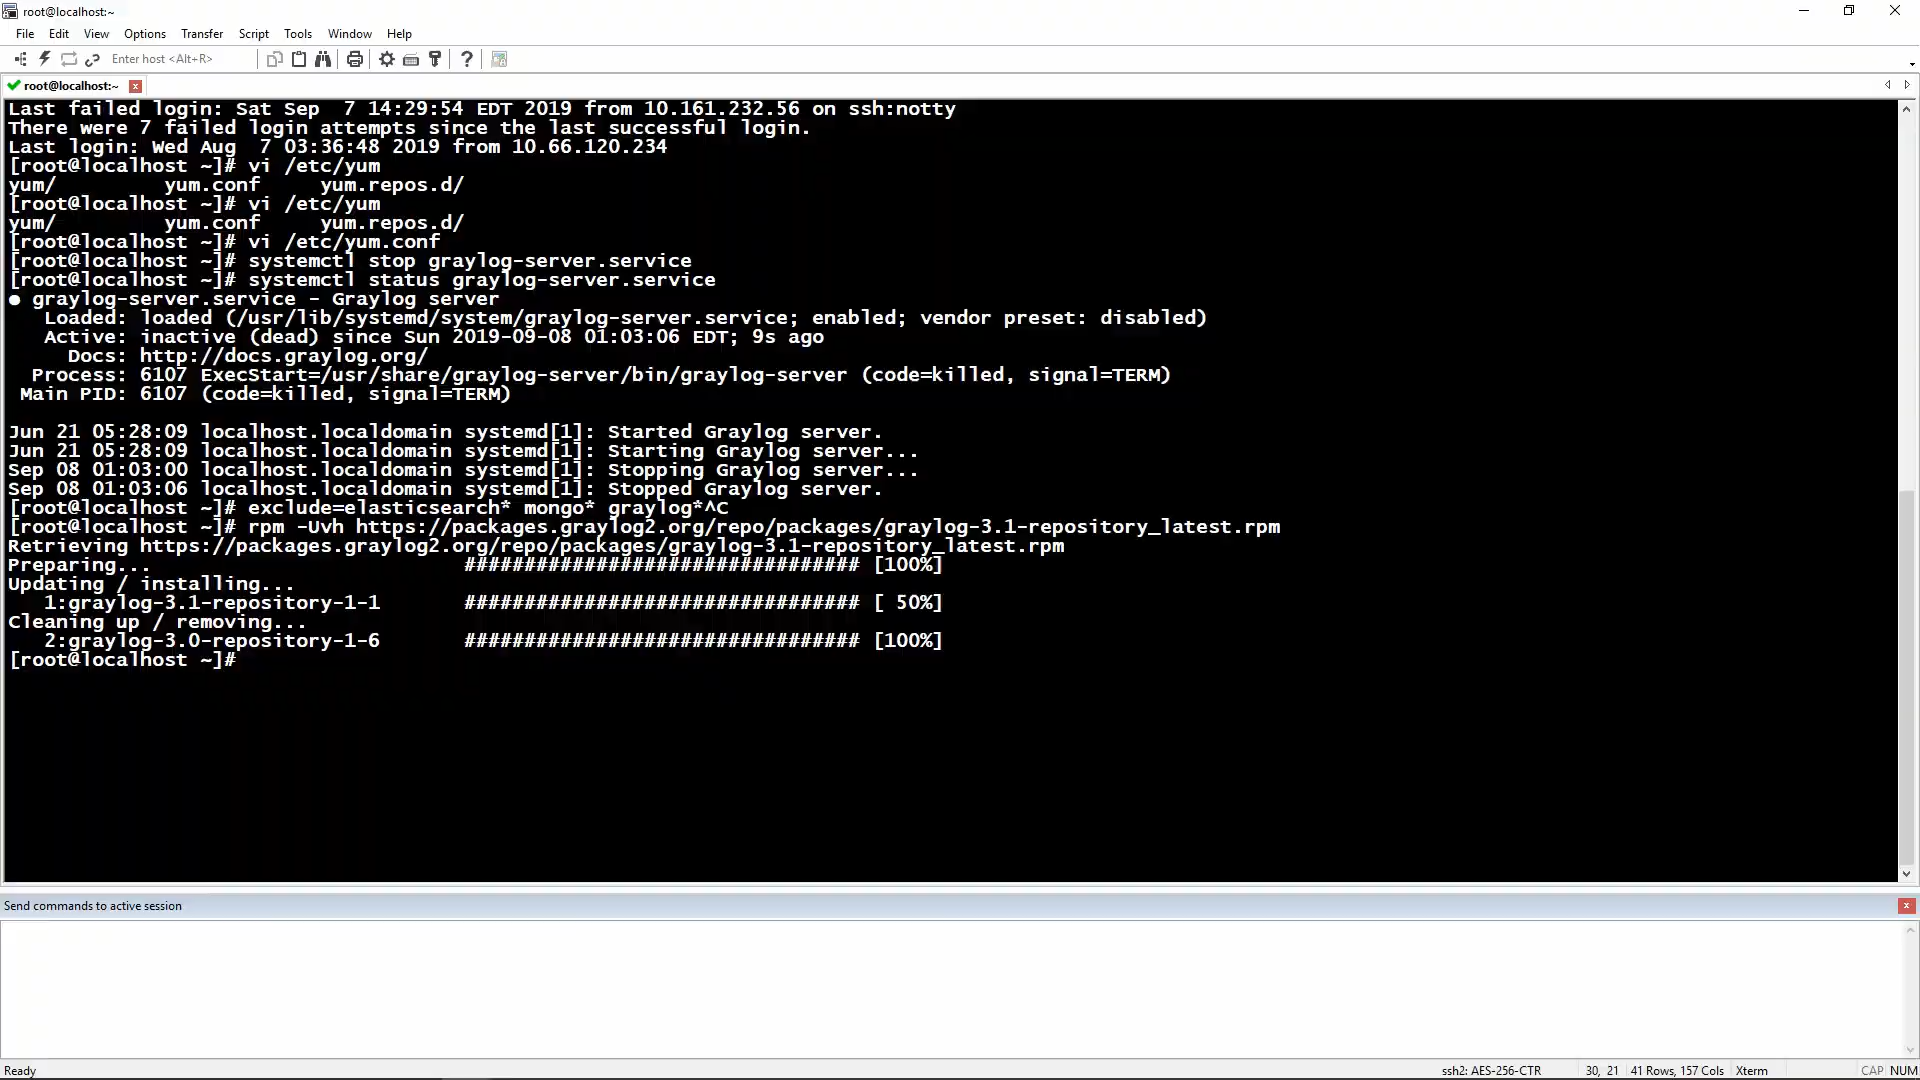 root@localhost:~
File Edit View Options Transfer Script Tools Window Help
Enter host <Alt+R>
root@localhost:~
Last failed login: Sat Sep  7 14:29:54 EDT 2019 from 10.161.232.56 on ssh:notty
There were 7 failed login attempts since the last successful login.
Last login: Wed Aug  7 03:36:48 2019 from 10.66.120.234
[root@localhost ~]# vi /etc/yum
yum/         yum.conf     yum.repos.d/
[root@localhost ~]# vi /etc/yum
yum/         yum.conf     yum.repos.d/
[root@localhost ~]# vi /etc/yum.conf
[root@localhost ~]# systemctl stop graylog-server.service
[root@localhost ~]# systemctl status graylog-server.service
● graylog-server.service - Graylog server
   Loaded: loaded (/usr/lib/systemd/system/graylog-server.service; enabled; vendor preset: disabled)
   Active: inactive (dead) since Sun 2019-09-08 01:03:06 EDT; 9s ago
     Docs: http://docs.graylog.org/
  Process: 6107 ExecStart=/usr/share/graylog-server/bin/graylog-server (code=killed, signal=TERM)
 Main PID: 6107 (code=killed, signal=TERM)
Jun 21 05:28:09 localhost.localdomain systemd[1]: Started Graylog server.
Jun 21 05:28:09 localhost.localdomain systemd[1]: Starting Graylog server...
Sep 08 01:03:00 localhost.localdomain systemd[1]: Stopping Graylog server...
Sep 08 01:03:06 localhost.localdomain systemd[1]: Stopped Graylog server.
[root@localhost ~]# exclude=elasticsearch* mongo* graylog*^C
[root@localhost ~]# rpm -Uvh https://packages.graylog2.org/repo/packages/graylog-3.1-repository_latest.rpm
Retrieving https://packages.graylog2.org/repo/packages/graylog-3.1-repository_latest.rpm
Preparing...                          ################################# [100%]
Updating / installing...
   1:graylog-3.1-repository-1-1       ################################# [ 50%]
Cleaning up / removing...
   2:graylog-3.0-repository-1-6       ################################# [100%]
[root@localhost ~]#
Send commands to active session
Ready ssh2: AES-256-CTR 30, 21 41 Rows, 157 Cols Xterm CAP NUM